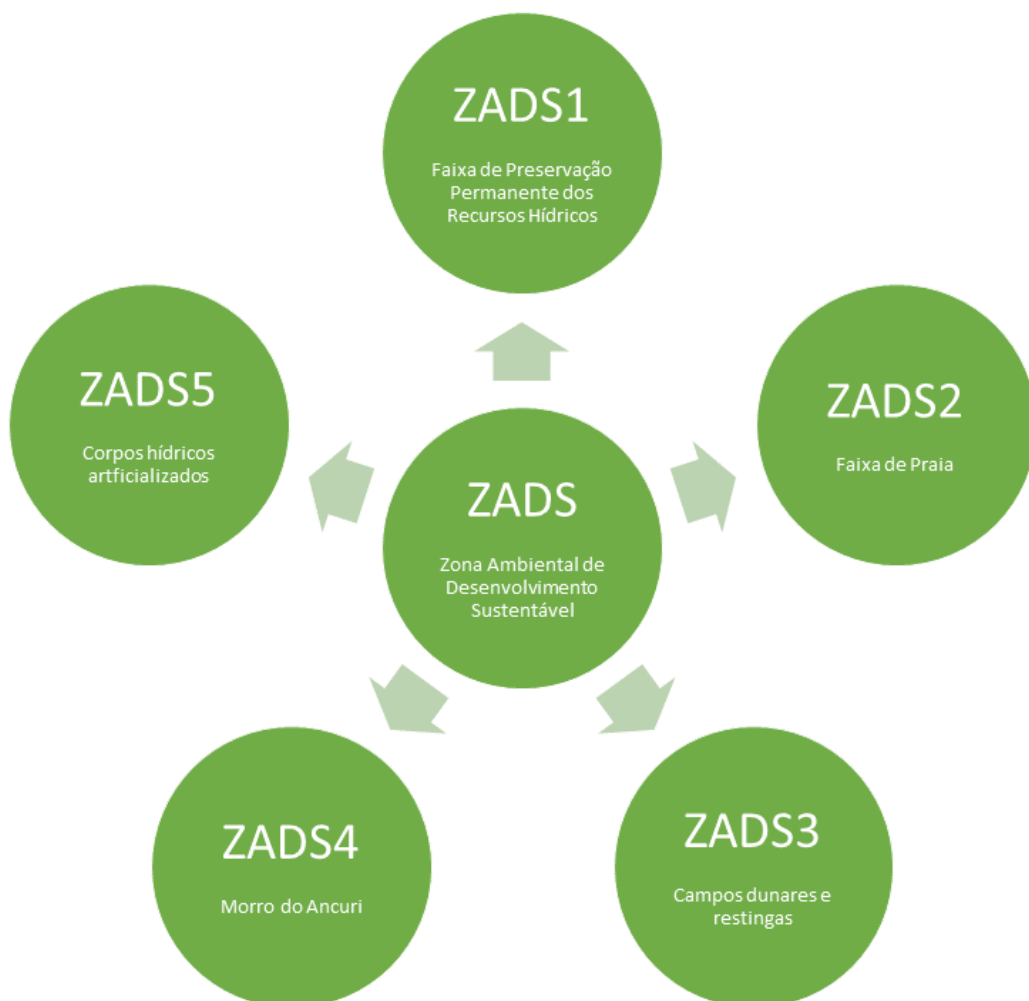 ZADS1
Faixa de Preservação
Permanente dos
Recursos Hídricos
ZADS5
Corpos hídricos
artficializados
ZADS2
Faixa de Praia
ZADS
Zona Ambiental de
Desenvolvimento
Sustentável
ZADS4
Morro do Ancuri
ZADS3
Campos dunares e
restingas